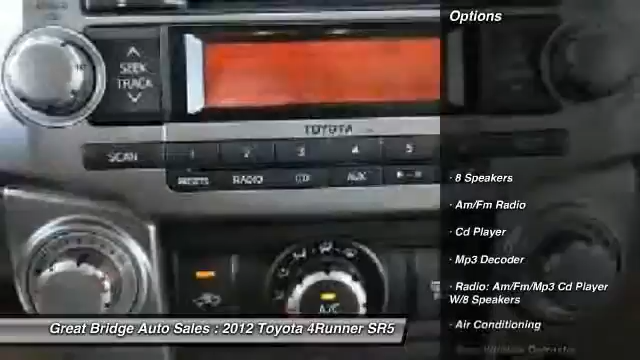 Options
SEEK
TRACK
TOYOTA
SCAN
1 2 3 4 5
RADIO CD AUX
A/C
· 8 Speakers
· Am/Fm Radio
· Cd Player
· Mp3 Decoder
· Radio: Am/Fm/Mp3 Cd Player
W/8 Speakers
· Air Conditioning
Great Bridge Auto Sales : 2012 Toyota 4Runner SR5